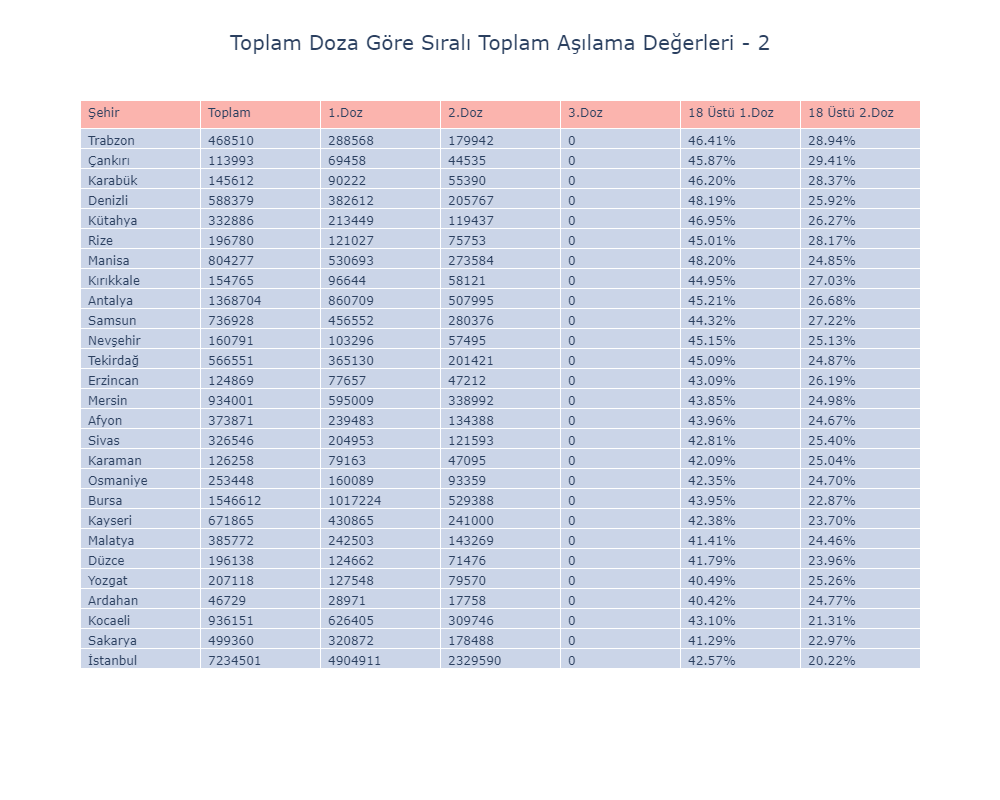 Toplam Doza Göre Sıralı Toplam Aşılama Değerleri - 2
Şehir Toplam 1.Doz 2.Doz 3.Doz 18 Üstü 1.Doz 18 Üstü 2.Doz
Trabzon 468510 288568 179942 0 46.41% 28.94%
Çankırı 113993 69458 44535 0 45.87% 29.41%
Karabük 145612 90222 55390 0 46.20% 28.37%
Denizli 588379 382612 205767 0 48.19% 25.92%
Kütahya 332886 213449 119437 0 46.95% 26.27%
Rize 196780 121027 75753 0 45.01% 28.17%
Manisa 804277 530693 273584 0 48.20% 24.85%
Kırıkkale 154765 96644 58121 0 44.95% 27.03%
Antalya 1368704 860709 507995 0 45.21% 26.68%
Samsun 736928 456552 280376 0 44.32% 27.22%
Nevşehir 160791 103296 57495 0 45.15% 25.13%
Tekirdağ 566551 365130 201421 0 45.09% 24.87%
Erzincan 124869 77657 47212 0 43.09% 26.19%
Mersin 934001 595009 338992 0 43.85% 24.98%
Afyon 373871 239483 134388 0 43.96% 24.67%
Sivas 326546 204953 121593 0 42.81% 25.40%
Karaman 126258 79163 47095 0 42.09% 25.04%
Osmaniye 253448 160089 93359 0 42.35% 24.70%
Bursa 1546612 1017224 529388 0 43.95% 22.87%
Kayseri 671865 430865 241000 0 42.38% 23.70%
Malatya 385772 242503 143269 0 41.41% 24.46%
Düzce 196138 124662 71476 0 41.79% 23.96%
Yozgat 207118 127548 79570 0 40.49% 25.26%
Ardahan 46729 28971 17758 0 40.42% 24.77%
Kocaeli 936151 626405 309746 0 43.10% 21.31%
Sakarya 499360 320872 178488 0 41.29% 22.97%
İstanbul 7234501 4904911 2329590 0 42.57% 20.22%